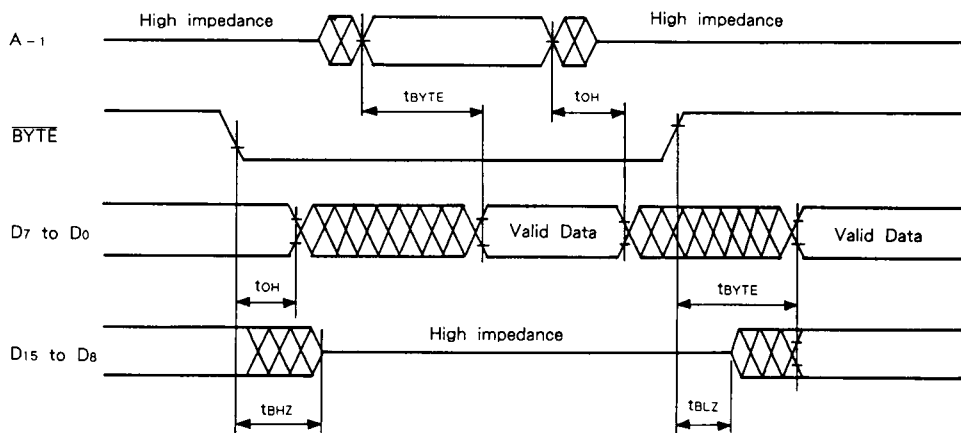 High impedance
High impedance
A-1
tBYTE
tOH
BYTE
D7 to D0
Valid Data
Valid Data
tOH
tBYTE
High impedance
D15 to D8
tBHZ
tBLZ